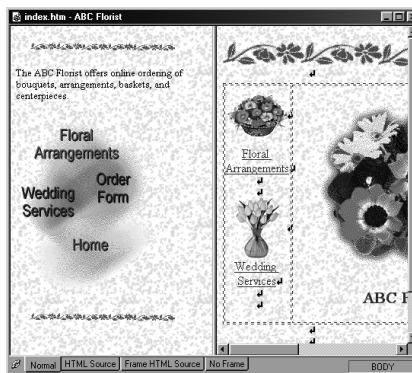 index.htm - ABC Florist
The ABC Florist offers online ordering of
bouquets, arrangements, baskets, and
centerpieces.
Floral
Arrangements
Order
Form
Wedding
Services
Home
Floral
Arrangements
Wedding
Services
ABC F
Normal
HTML Source
Frame HTML Source
No Frame
BODY